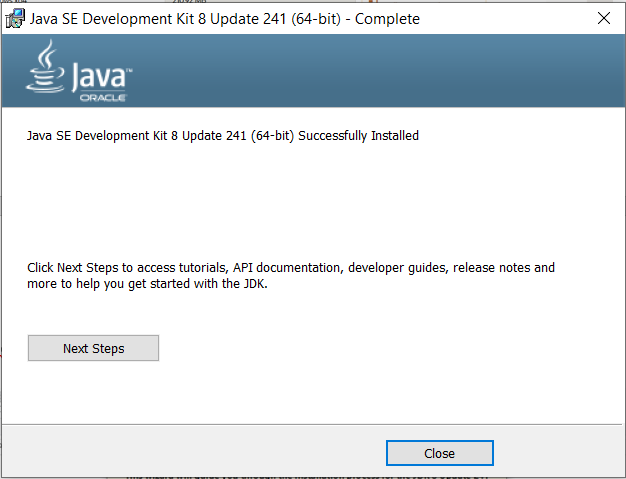 Java SE Development Kit 8 Update 241 (64-bit) - Complete
Java™
ORACLE
Java SE Development Kit 8 Update 241 (64-bit) Successfully Installed
Click Next Steps to access tutorials, API documentation, developer guides, release notes and
more to help you get started with the JDK.
Next Steps
Close